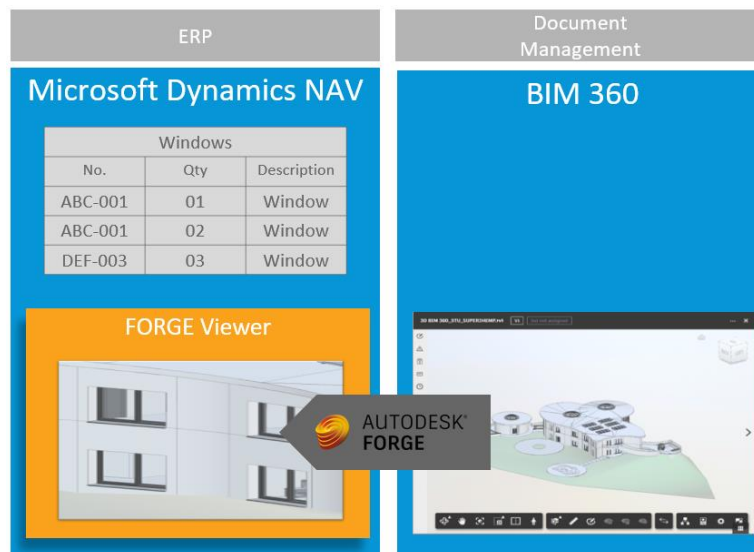 ERP
Document
Management
Microsoft Dynamics NAV
BIM 360
Windows
No. Qty Description
ABC-001 01 Window
ABC-001 02 Window
DEF-003 03 Window
FORGE Viewer
AUTODESK®
FORGE